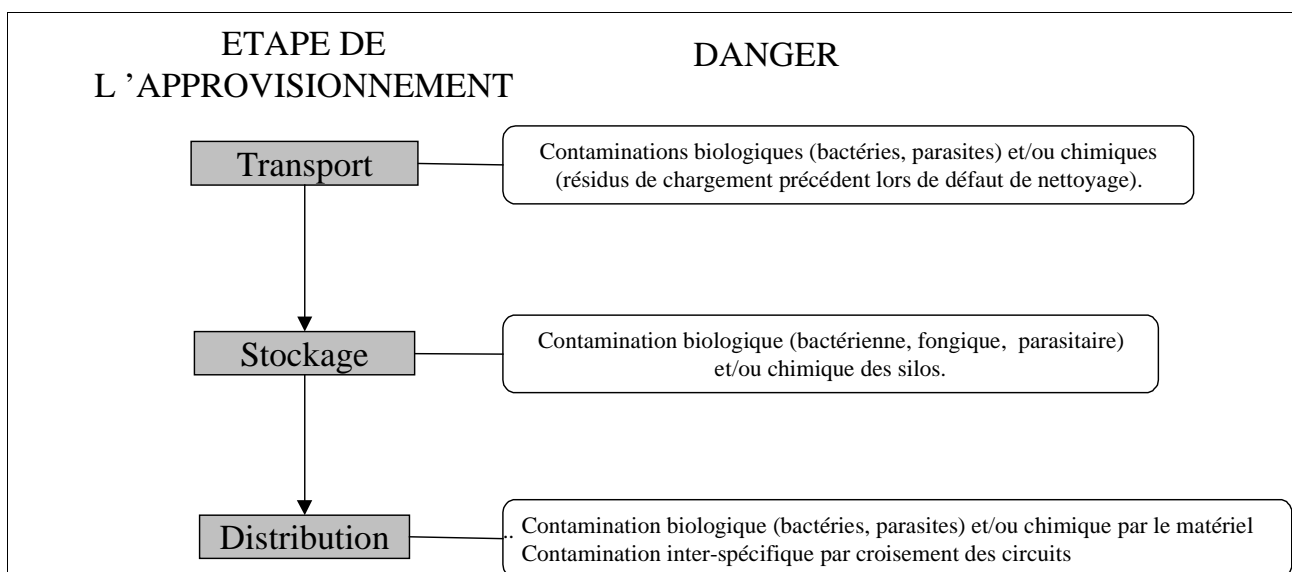 ETAPE DE
L ’APPROVISIONNEMENT
DANGER
Transport
Contaminations biologiques (bactéries, parasites) et/ou chimiques
(résidus de chargement précédent lors de défaut de nettoyage).
Stockage
Contamination biologique (bactérienne, fongique, parasitaire)
et/ou chimique des silos.
Distribution
.. Contamination biologique (bactéries, parasites) et/ou chimique par le matériel
Contamination inter-spécifique par croisement des circuits